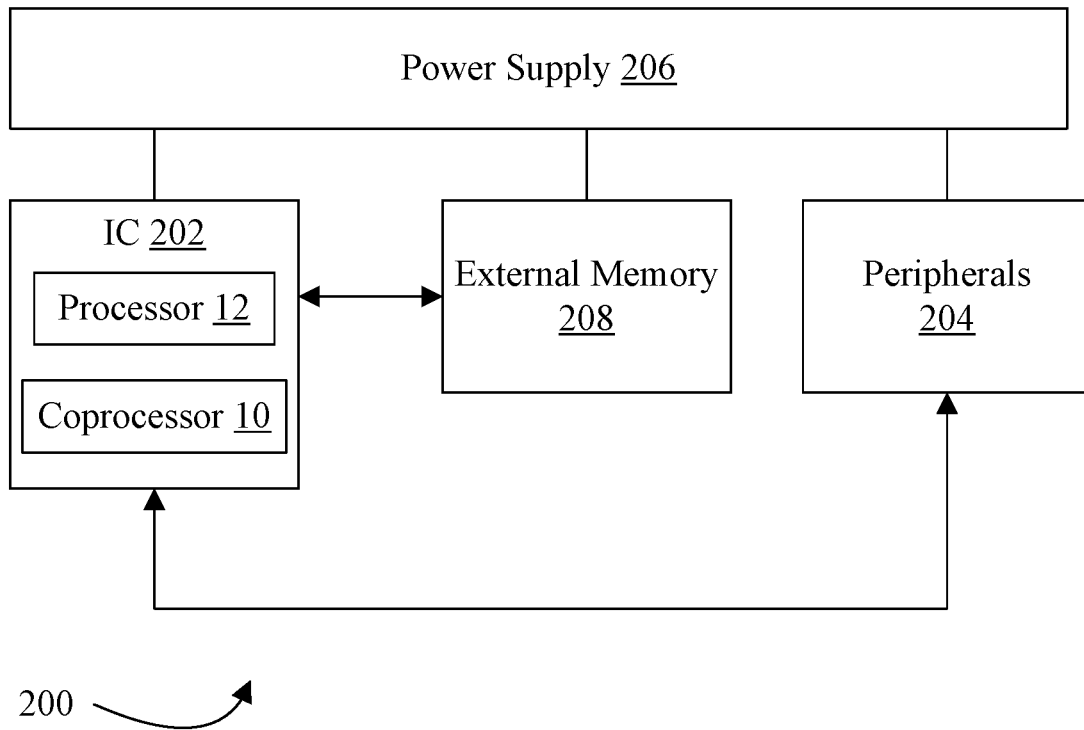 Power Supply 206
IC 202
Processor 12
Coprocessor 10
External Memory
208
Peripherals
204
200